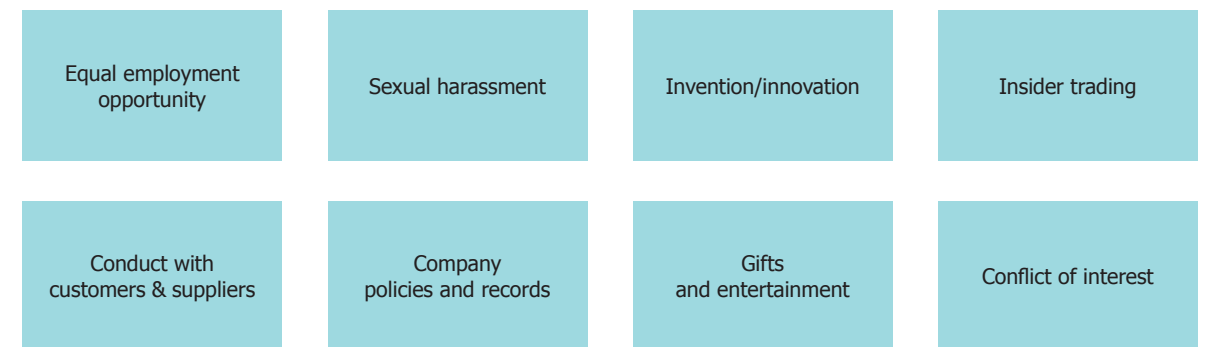 Equal employment
opportunity
Sexual harassment
Invention/innovation
Insider trading
Conduct with
customers & suppliers
Company
policies and records
Gifts
and entertainment
Conflict of interest